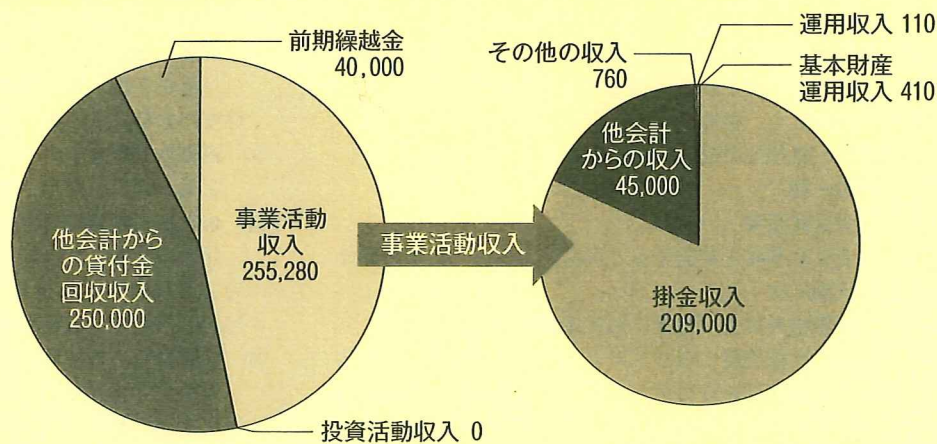 前期繰越金
40,000
事業活動
収入
255,280
他会計から
の貸付金
回収収入
250,000
投資活動収入 0
事業活動収入
運用収入 110
その他の収入
760
基本財産
運用収入 410
他会計
からの収入
45,000
掛金収入
209,000